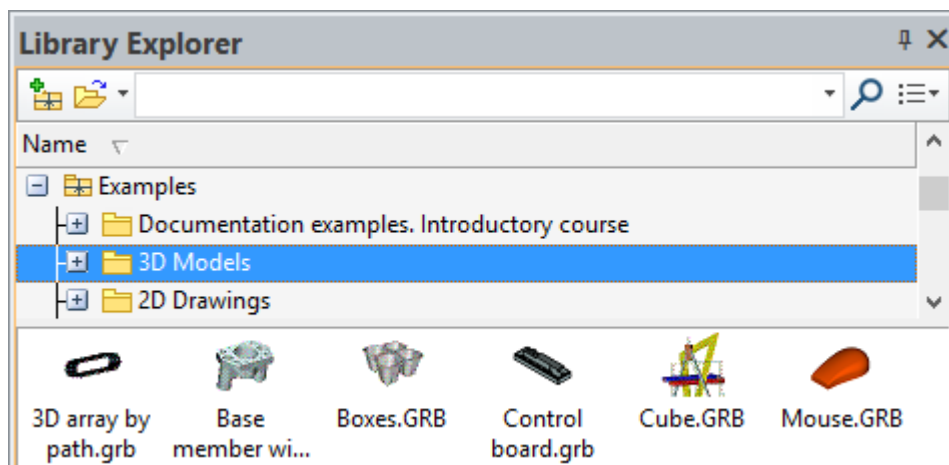 Library Explorer
Name
Examples
Documentation examples. Introductory course
3D Models
2D Drawings
3D array by
path.grb
Base
member wi...
Boxes.GRB
Control
board.grb
Cube.GRB
Mouse.GRB